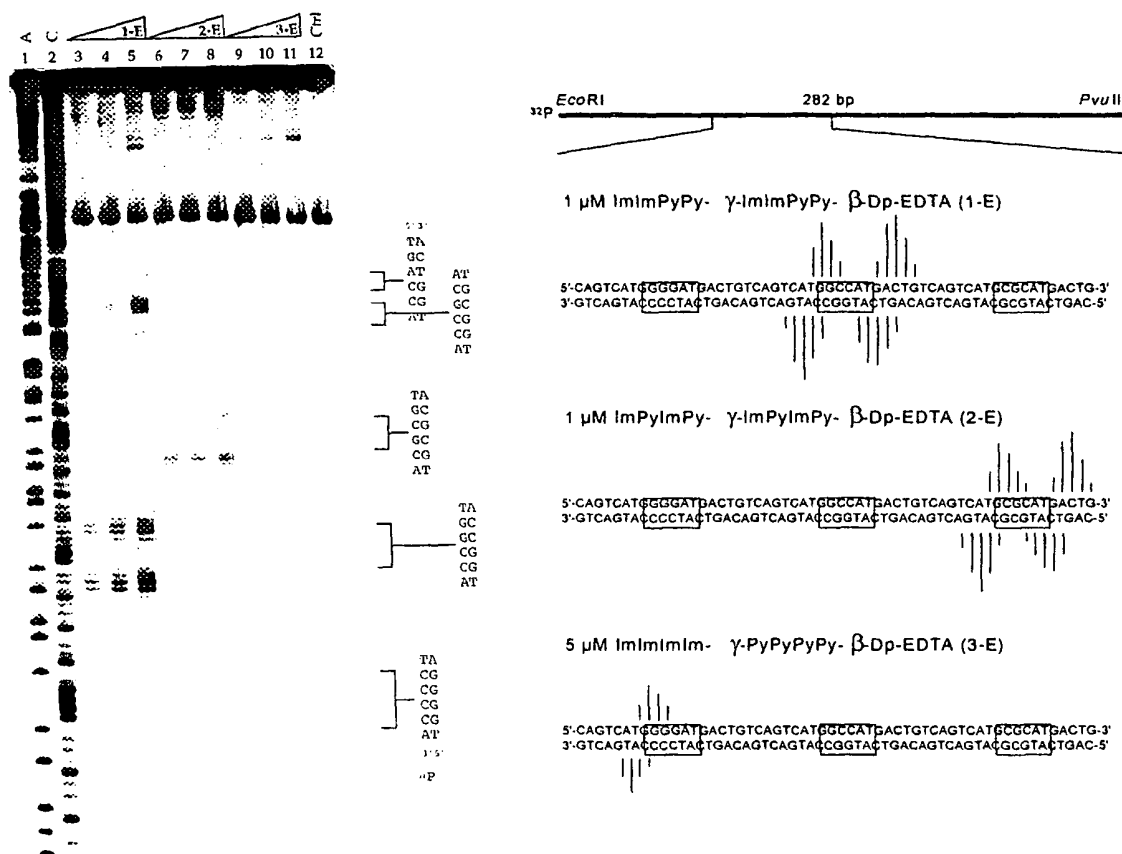 A C 1-E 2-E 3-E
1 2 3 4 5 6 7 8 9 10 11 12
TA
GC
AT
CG
CG
AT
AT
CG
GC
CG
CG
AT
TA
GC
CG
GC
CG
AT
TA
GC
GC
CG
CG
AT
TA
CG
CG
CG
CG
AT
EcoRI 282 bp PvuII
32P
1 μM ImImPyPy- γ-ImImPyPy- β-Dp-EDTA (1-E)
5'-CAGTCATGGGGATGACTGTCAGTCATGGCCATGACTGTCAGTCATGCGCATGACTG-3'
3'-GTCAGTACCCCTACTGACAGTCAGTACCGGTACTGACAGTCAGTACGCGTACTGAC-5'
1 μM ImPyImPy- γ-ImPyImPy- β-Dp-EDTA (2-E)
5'-CAGTCATGGGGATGACTGTCAGTCATGGCCATGACTGTCAGTCATGCGCATGACTG-3'
3'-GTCAGTACCCCTACTGACAGTCAGTACCGGTACTGACAGTCAGTACGCGTACTGAC-5'
5 μM ImImImIm- γ-PyPyPyPy- β-Dp-EDTA (3-E)
5'-CAGTCATGGGGATGACTGTCAGTCATGGCCATGACTGTCAGTCATGCGCATGACTG-3'
3'-GTCAGTACCCCTACTGACAGTCAGTACCGGTACTGACAGTCAGTACGCGTACTGAC-5'